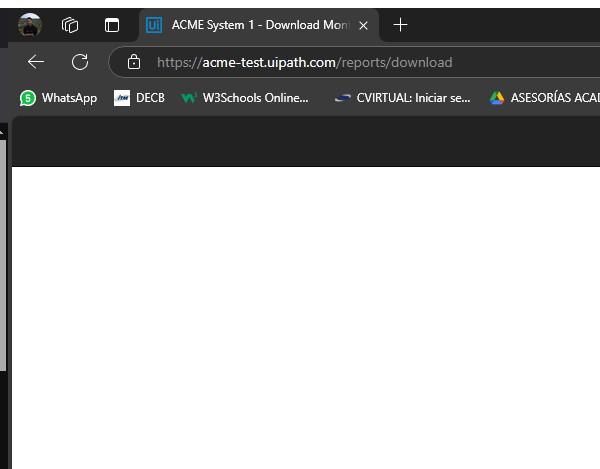 Ui ACME System 1 - Download Mon
https://acme-test.uipath.com/reports/download
5 WhatsApp DECB W3Schools Online... CVIRTUAL: Iniciar se... ASESORÍAS ACAD